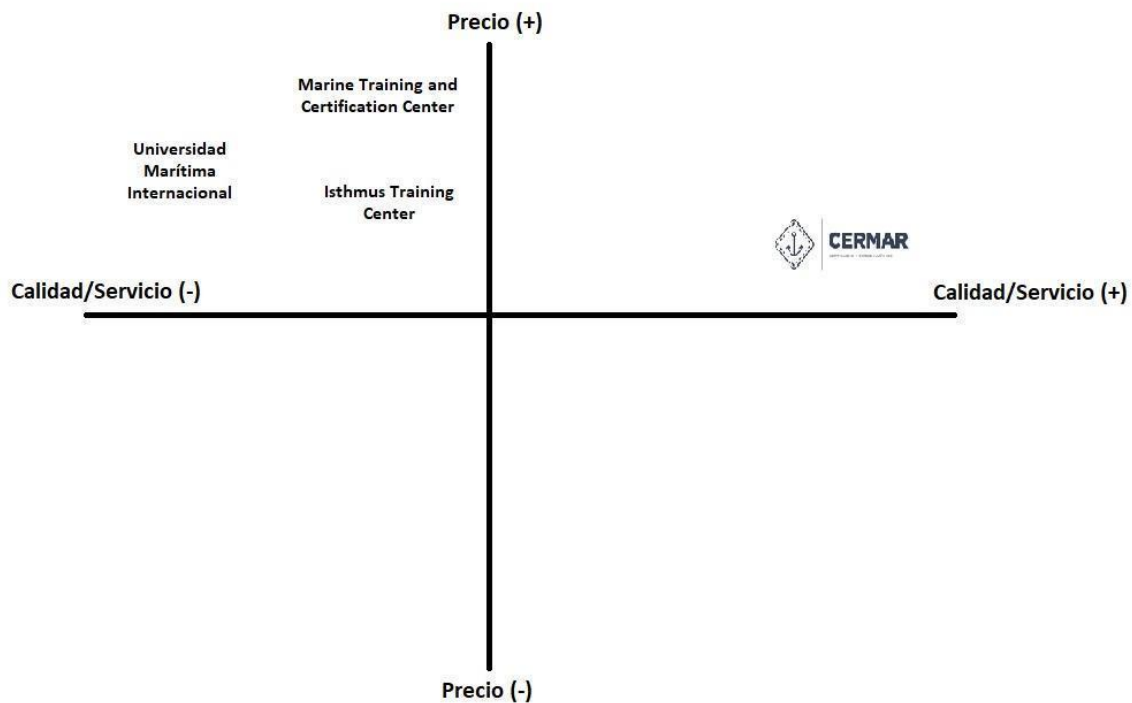 Precio (+)
Marine Training and
Certification Center
Universidad
Marítima
Internacional
Isthmus Training
Center
CERMAR
Calidad/Servicio (-)
Calidad/Servicio (+)
Precio (-)